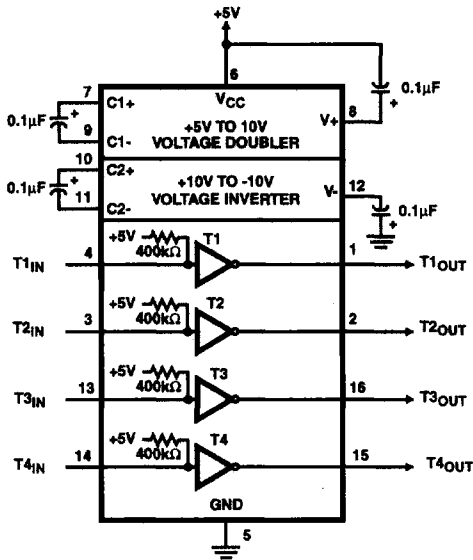 +5V
6
7
C1+
VCC
0.1µF
+
+5V TO 10V
VOLTAGE DOUBLER
V+
8
0.1µF
+
9
C1-
10
C2+
0.1µF
+
+10V TO -10V
VOLTAGE INVERTER
V-
12
11
C2-
0.1µF
+
+5V
400kΩ
T1
T1IN
4
1
T1OUT
+5V
400kΩ
T2
T2IN
3
2
T2OUT
+5V
400kΩ
T3
T3IN
13
16
T3OUT
+5V
400kΩ
T4
T4IN
14
15
T4OUT
GND
5